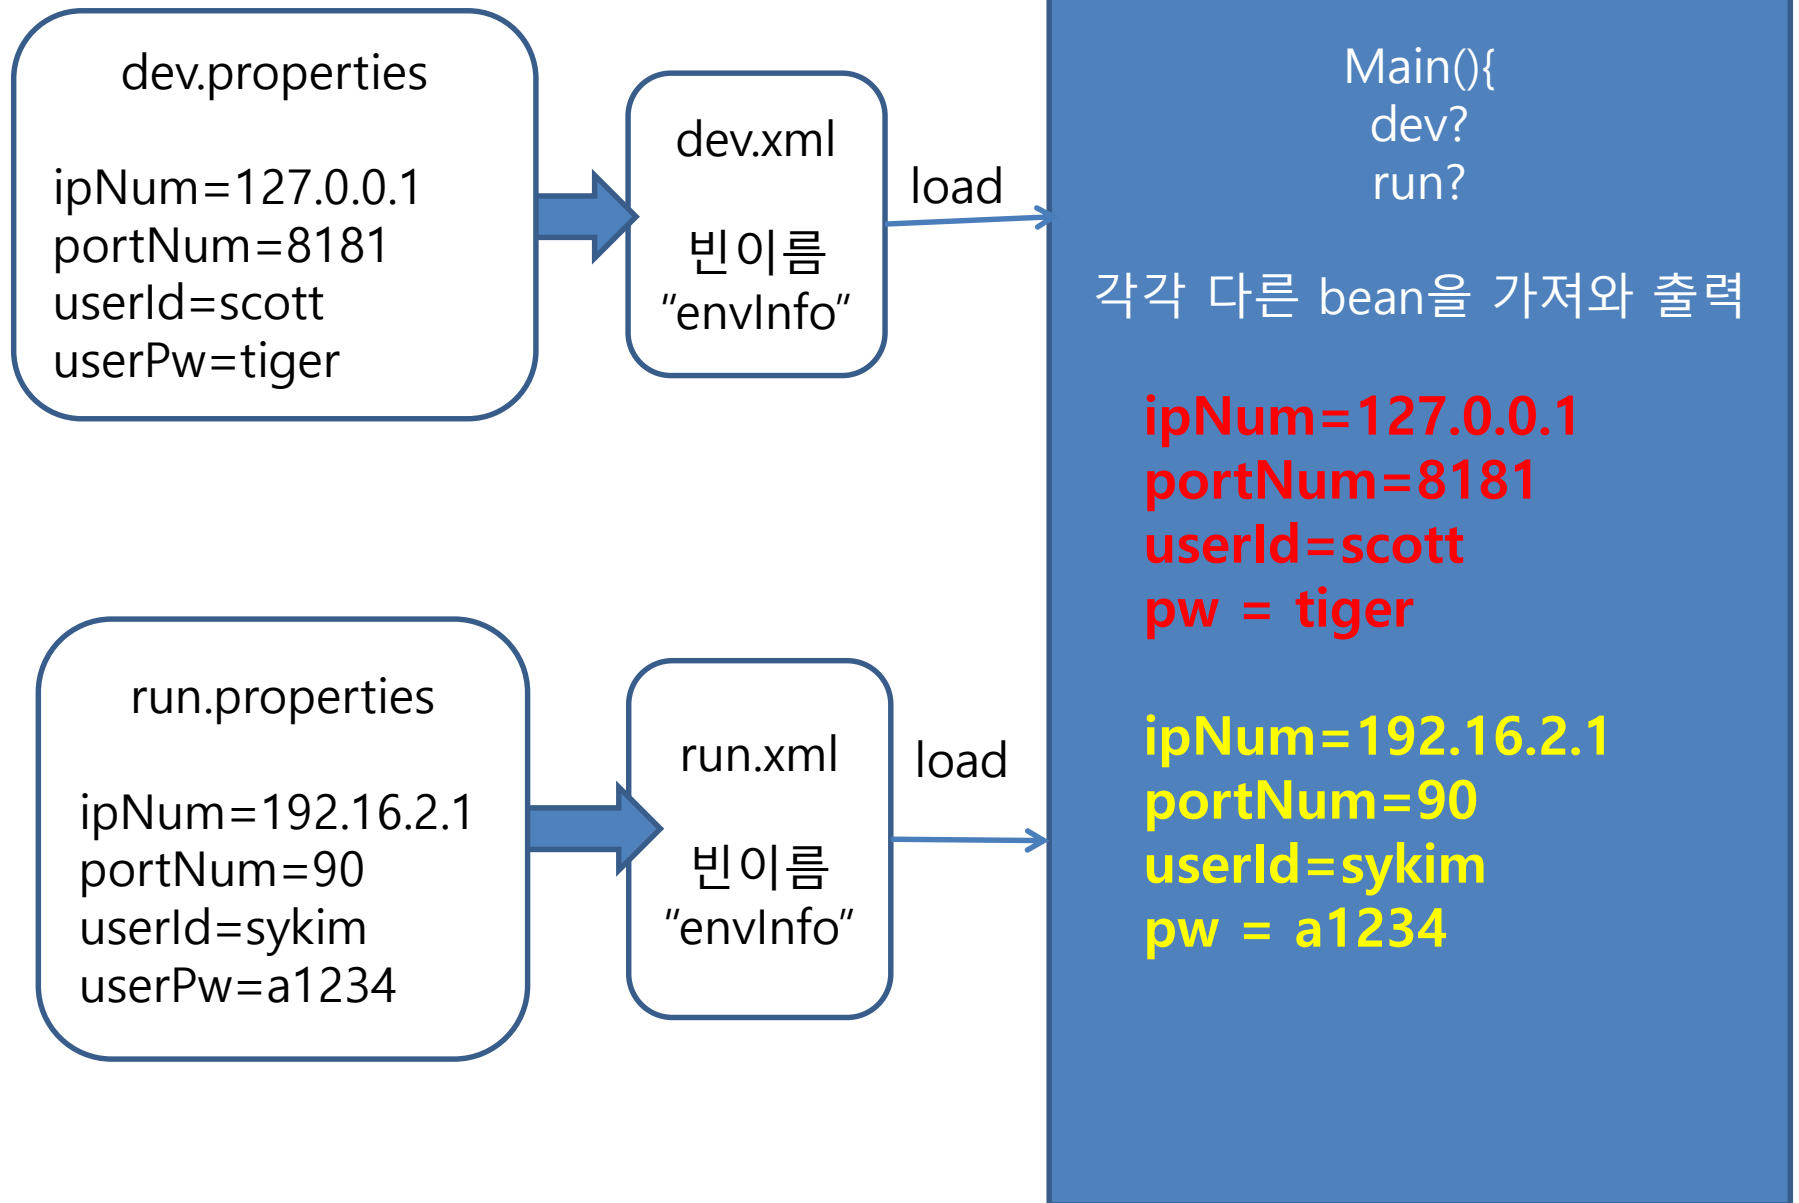 dev.properties
ipNum=127.0.0.1
portNum=8181
userId=scott
userPw=tiger
dev.xml
빈이름
"envInfo"
load
run.properties
ipNum=192.16.2.1
portNum=90
userId=sykim
userPw=a1234
run.xml
빈이름
"envInfo"
load
Main(){
dev?
run?
각각 다른 bean을 가져와 출력
ipNum=127.0.0.1
portNum=8181
userId=scott
pw = tiger
ipNum=192.16.2.1
portNum=90
userId=sykim
pw = a1234